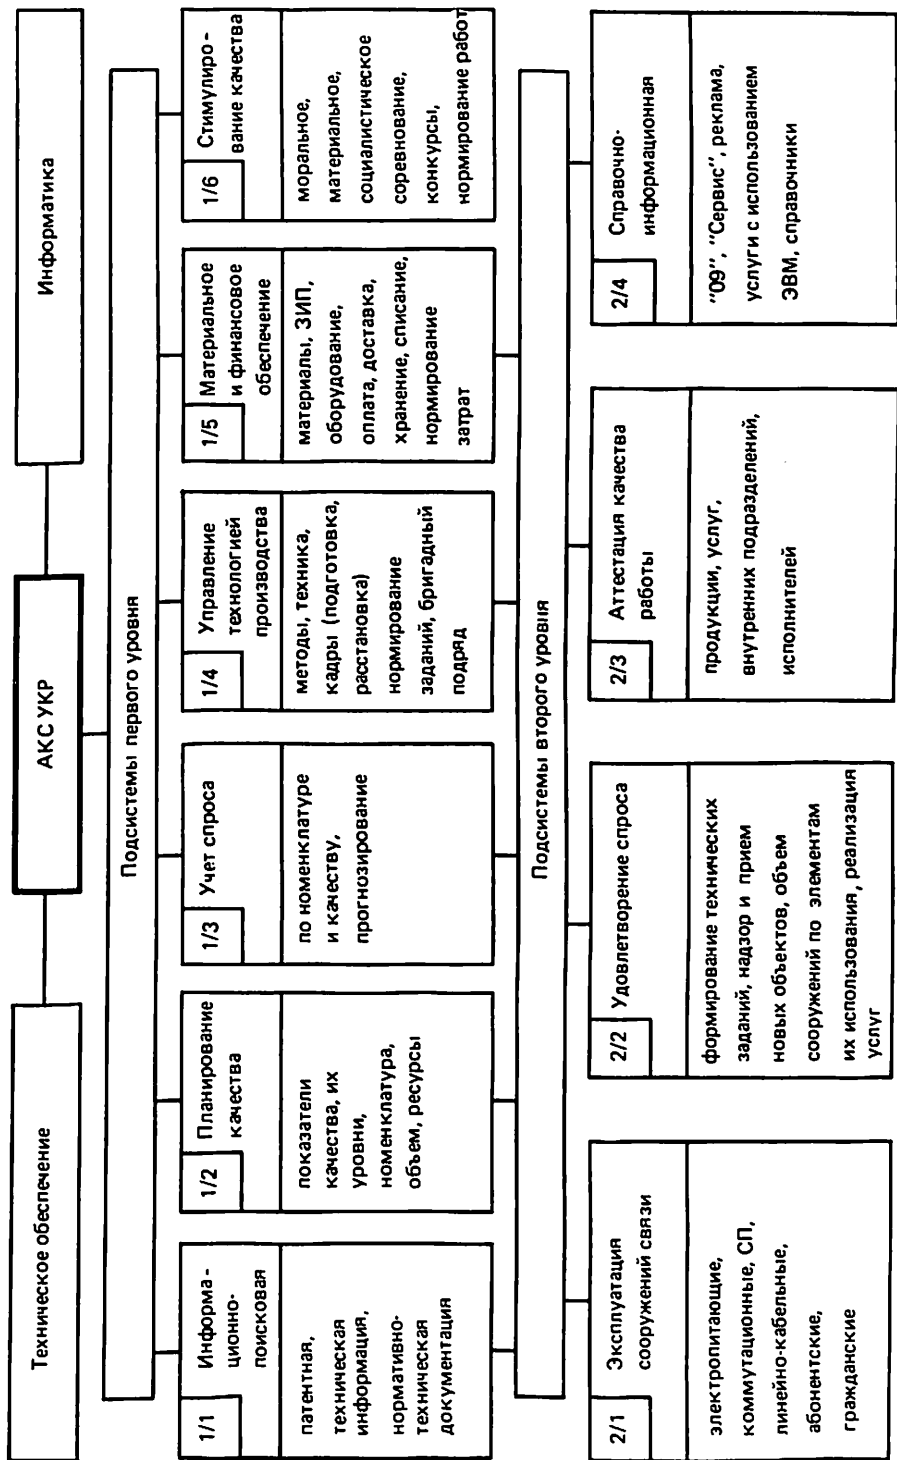 Техническое обеспечение
АКС УКР
Информатика
Подсистемы первого уровня
1/1
Информа-
ционно-
поисковая
патентная,
техническая
информация,
нормативно-
техническая
документация
1/2
Планирование
качества
показатели
качества, их
уровни,
номенклатура,
объем, ресурсы
1/3
Учет спроса
по номенклатуре
и качеству,
прогнозирование
1/4
Управление
технологией
производства
методы, техника,
кадры (подготовка,
расстановка)
нормирование
заданий, бригадный
подряд
1/5
Материальное
и финансовое
обеспечение
материалы, ЗИП,
оборудование,
оплата, доставка,
хранение, списание,
нормирование
затрат
1/6
Стимулиро-
вание качества
моральное,
материальное,
социалистическое
соревнование,
конкурсы,
нормирование работ
Подсистемы второго уровня
2/1
Эксплуатация
сооружений связи
электропитающие,
коммутационные, СП,
линейно-кабельные,
абонентские,
гражданские
2/2
Удовлетворение спроса
формирование технических
заданий, надзор и прием
новых объектов, объем
сооружений по элементам
их использования, реализация
услуг
2/3
Аттестация качества
работы
продукции, услуг,
внутренних подразделений,
исполнителей
2/4
Справочно-
информационная
"09", "Сервис", реклама,
услуги с использованием
ЭВМ, справочники